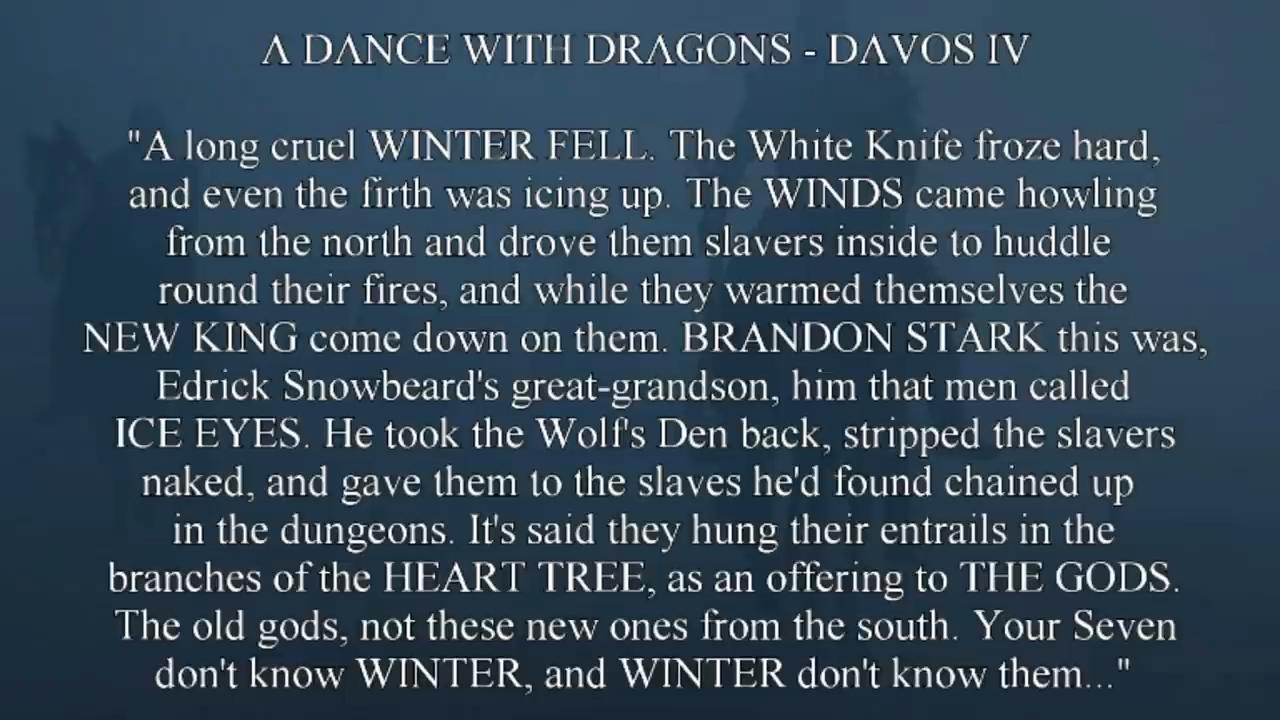 A DANCE WITH DRAGONS - DAVOS IV
"A long cruel WINTER FELL. The White Knife froze hard,
and even the firth was icing up. The WINDS came howling
from the north and drove them slavers inside to huddle
round their fires, and while they warmed themselves the
NEW KING come down on them. BRANDON STARK this was,
Edrick Snowbeard's great-grandson, him that men called
ICE EYES. He took the Wolf's Den back, stripped the slavers
naked, and gave them to the slaves he'd found chained up
in the dungeons. It's said they hung their entrails in the
branches of the HEART TREE, as an offering to THE GODS.
The old gods, not these new ones from the south. Your Seven
don't know WINTER, and WINTER don't know them..."